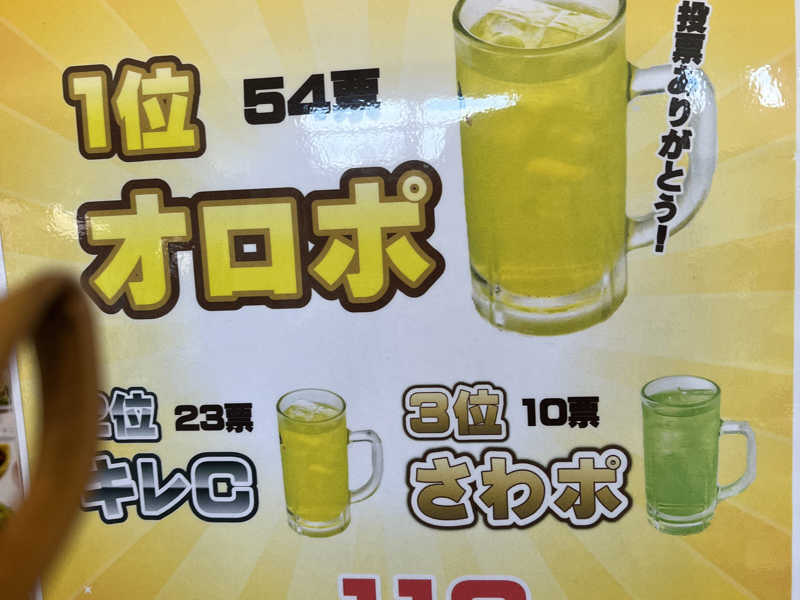 1位 54票
オロポ
投票ありがとう!
2位 23票
キレC
3位 10票
さわポ